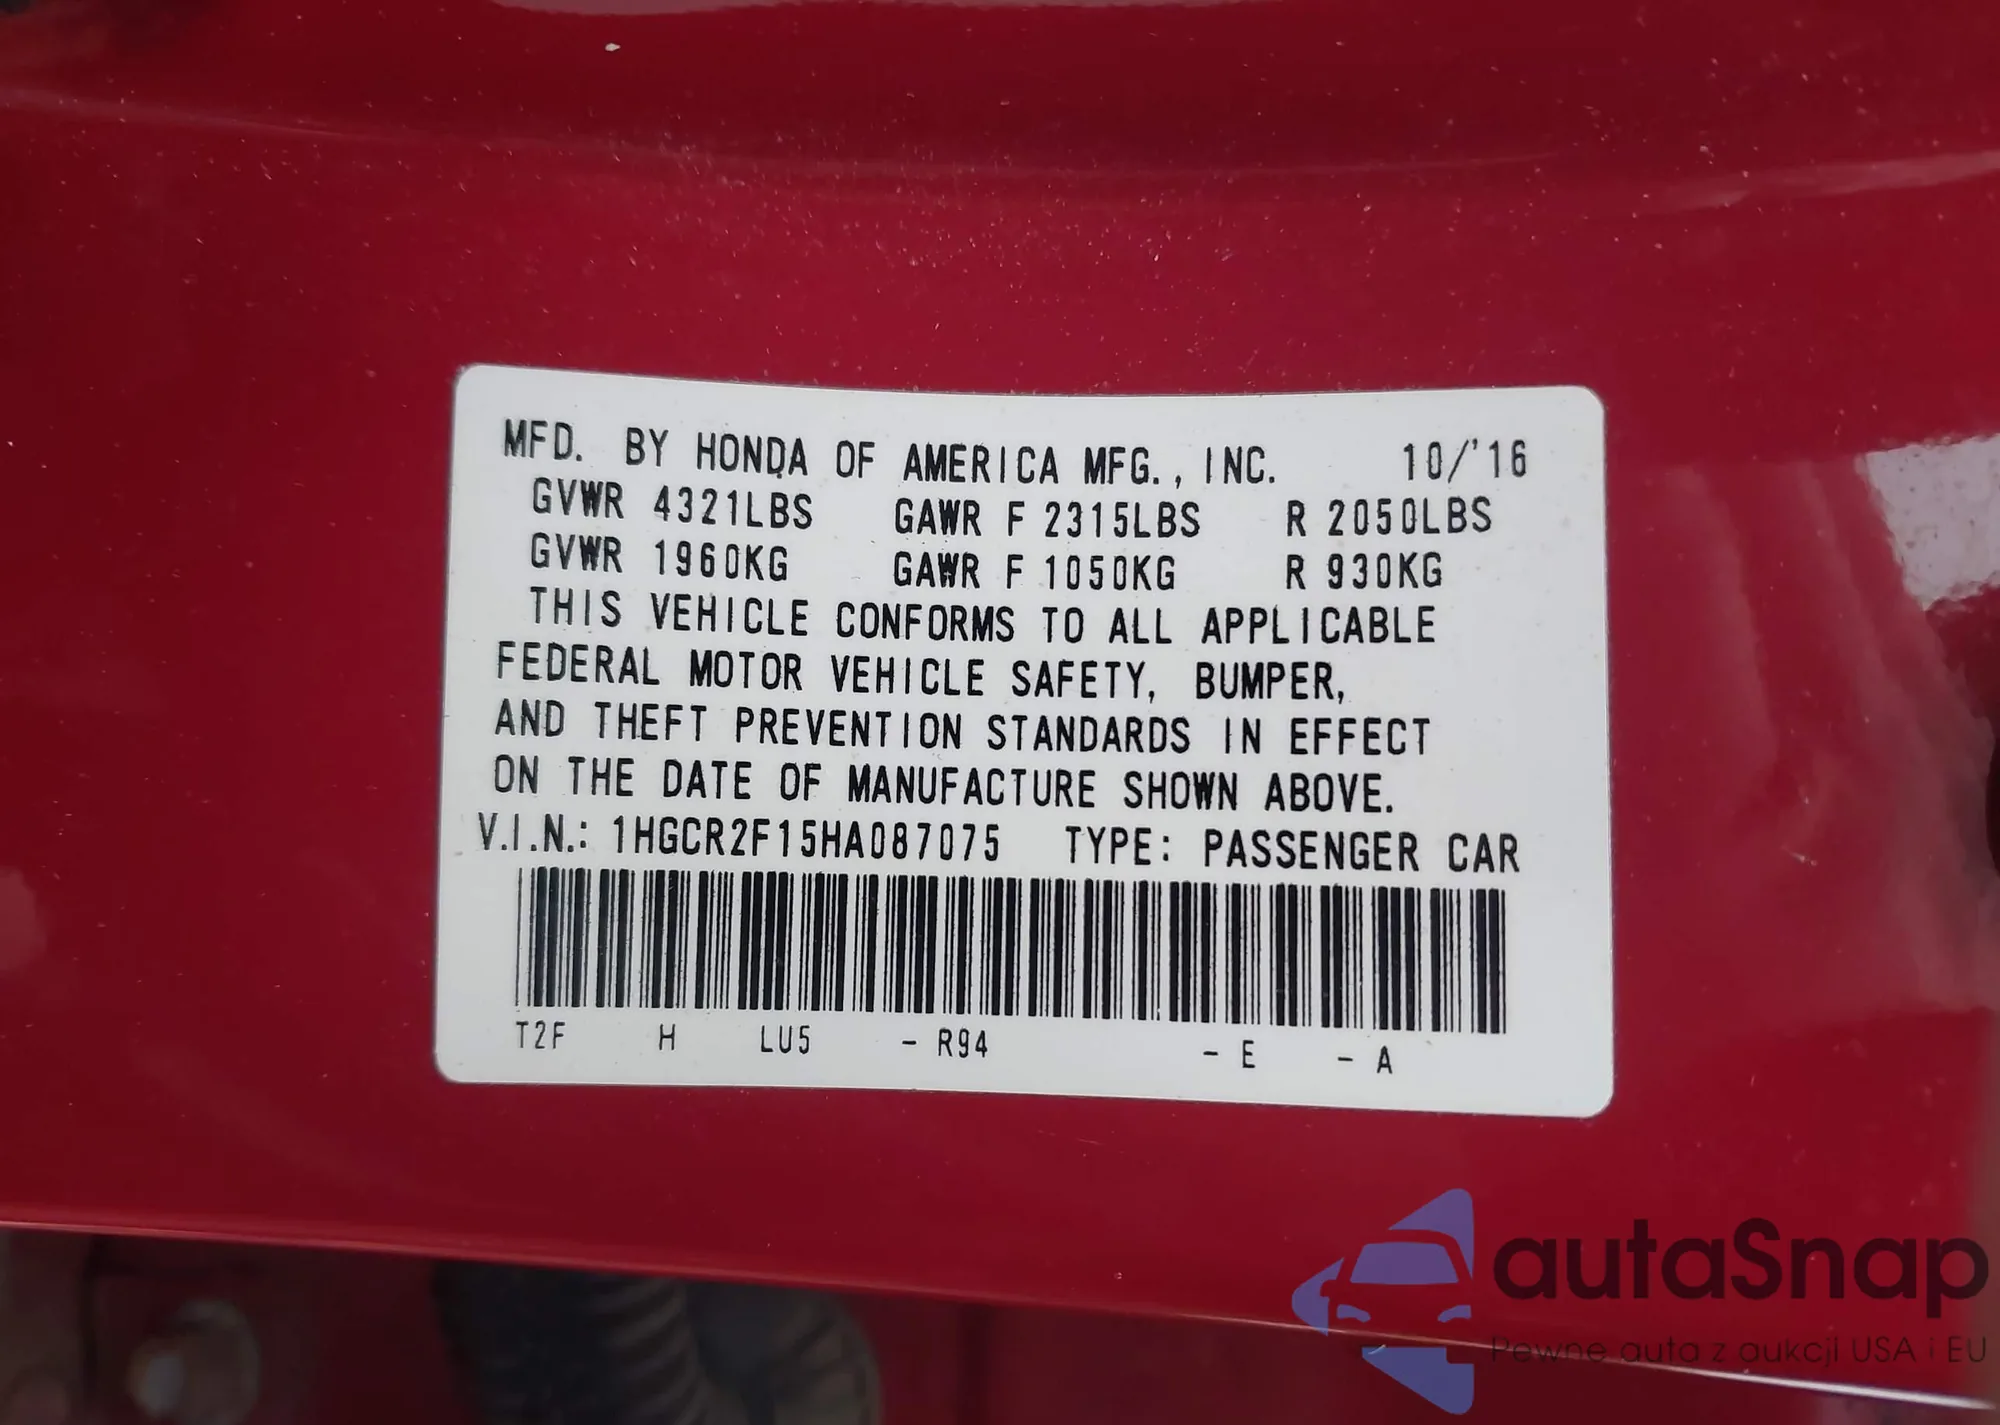 MFD. BY HONDA OF AMERICA MFG., INC. 10/'16
GVWR 4321LBS GAWR F 2315LBS R 2050LBS
GVWR 1960KG GAWR F 1050KG R 930KG
THIS VEHICLE CONFORMS TO ALL APPLICABLE
FEDERAL MOTOR VEHICLE SAFETY, BUMPER,
AND THEFT PREVENTION STANDARDS IN EFFECT
ON THE DATE OF MANUFACTURE SHOWN ABOVE.
V.I.N.: 1HGCR2F15HA087075 TYPE: PASSENGER CAR
T2F H LU5 - R94 - E - A
autaSnap
Pewne auta z aukcji USA i EU